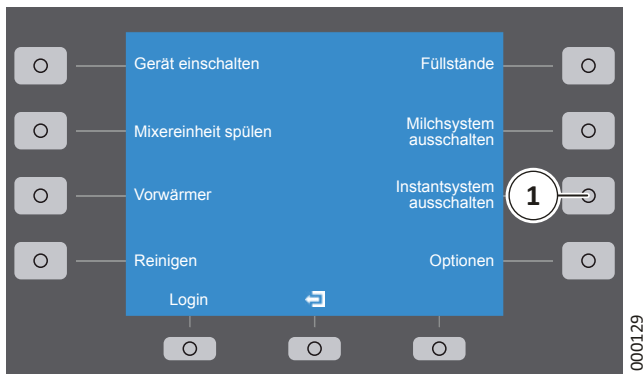 Gerät einschalten
Füllstände
Mixereinheit spülen
Milchsystem
ausschalten
Vorwärmer
Instantsystem
ausschalten
1
Reinigen
Optionen
Login
000129